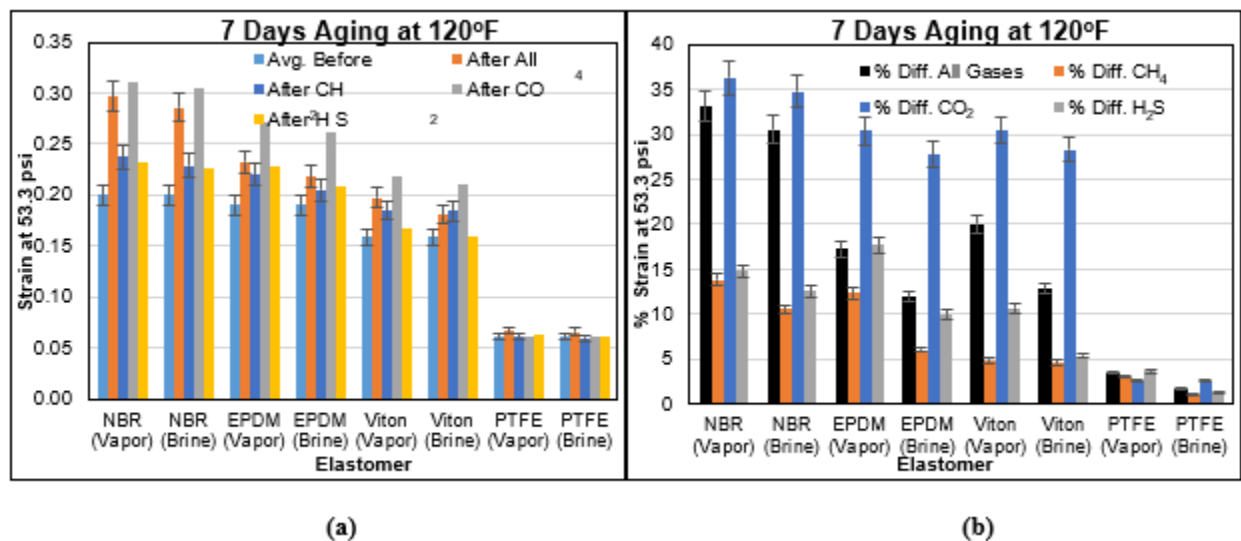 7 Days Aging at 120ºF
Avg. Before
After All
After CH
After CO
4
After H S
2
2
0.35
0.30
0.25
0.20
0.15
0.10
0.05
0.00
Strain at 53.3 psi
NBR (Vapor)
NBR (Brine)
EPDM (Vapor)
EPDM (Brine)
Viton (Vapor)
Viton (Brine)
PTFE (Vapor)
PTFE (Brine)
Elastomer
(a)
7 Days Aging at 120ºF
% Diff. All Gases
% Diff. CH₄
% Diff. CO₂
% Diff. H₂S
40
35
30
25
20
15
10
5
0
% Strain at 53.3 psi
NBR (Vapor)
NBR (Brine)
EPDM (Vapor)
EPDM (Brine)
Viton (Vapor)
Viton (Brine)
PTFE (Vapor)
PTFE (Brine)
Elastomer
(b)